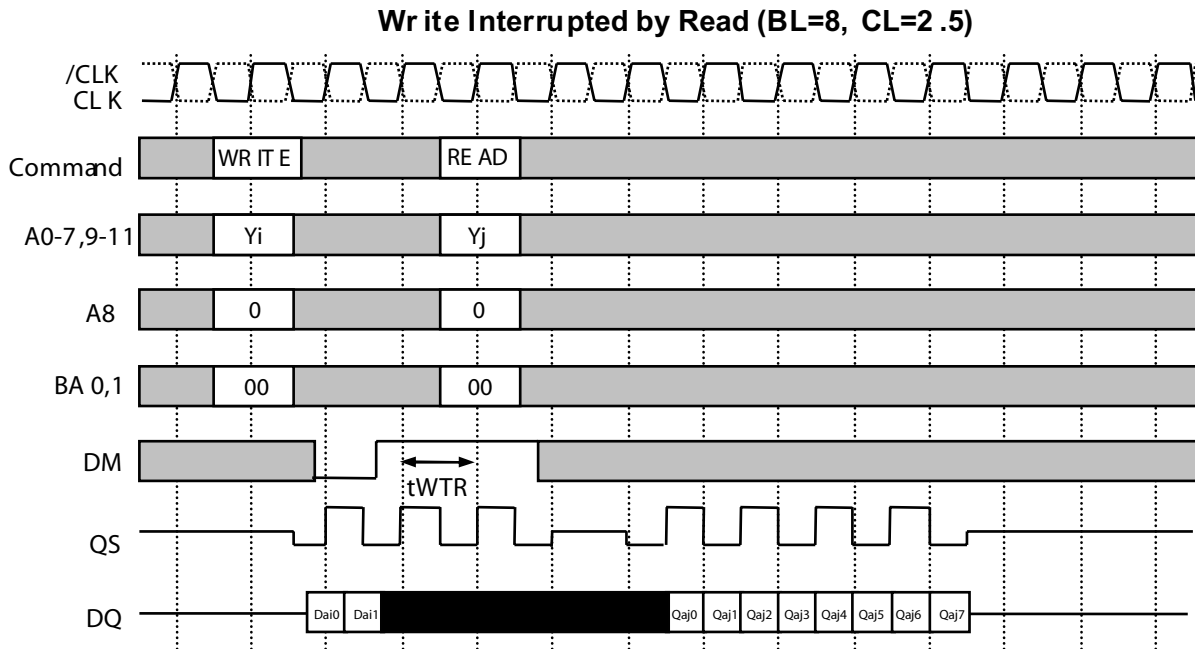 Wr ite Interrupted by Read (BL=8, CL=2 .5)
/CLK
CL K
Command WR IT E RE AD
A0-7,9-11 Yi Yj
A8 0 0
BA 0,1 00 00
DM
tWTR
QS
DQ Dai0 Dai1 Qaj0 Qaj1 Qaj2 Qaj3 Qaj4 Qaj5 Qaj6 Qaj7